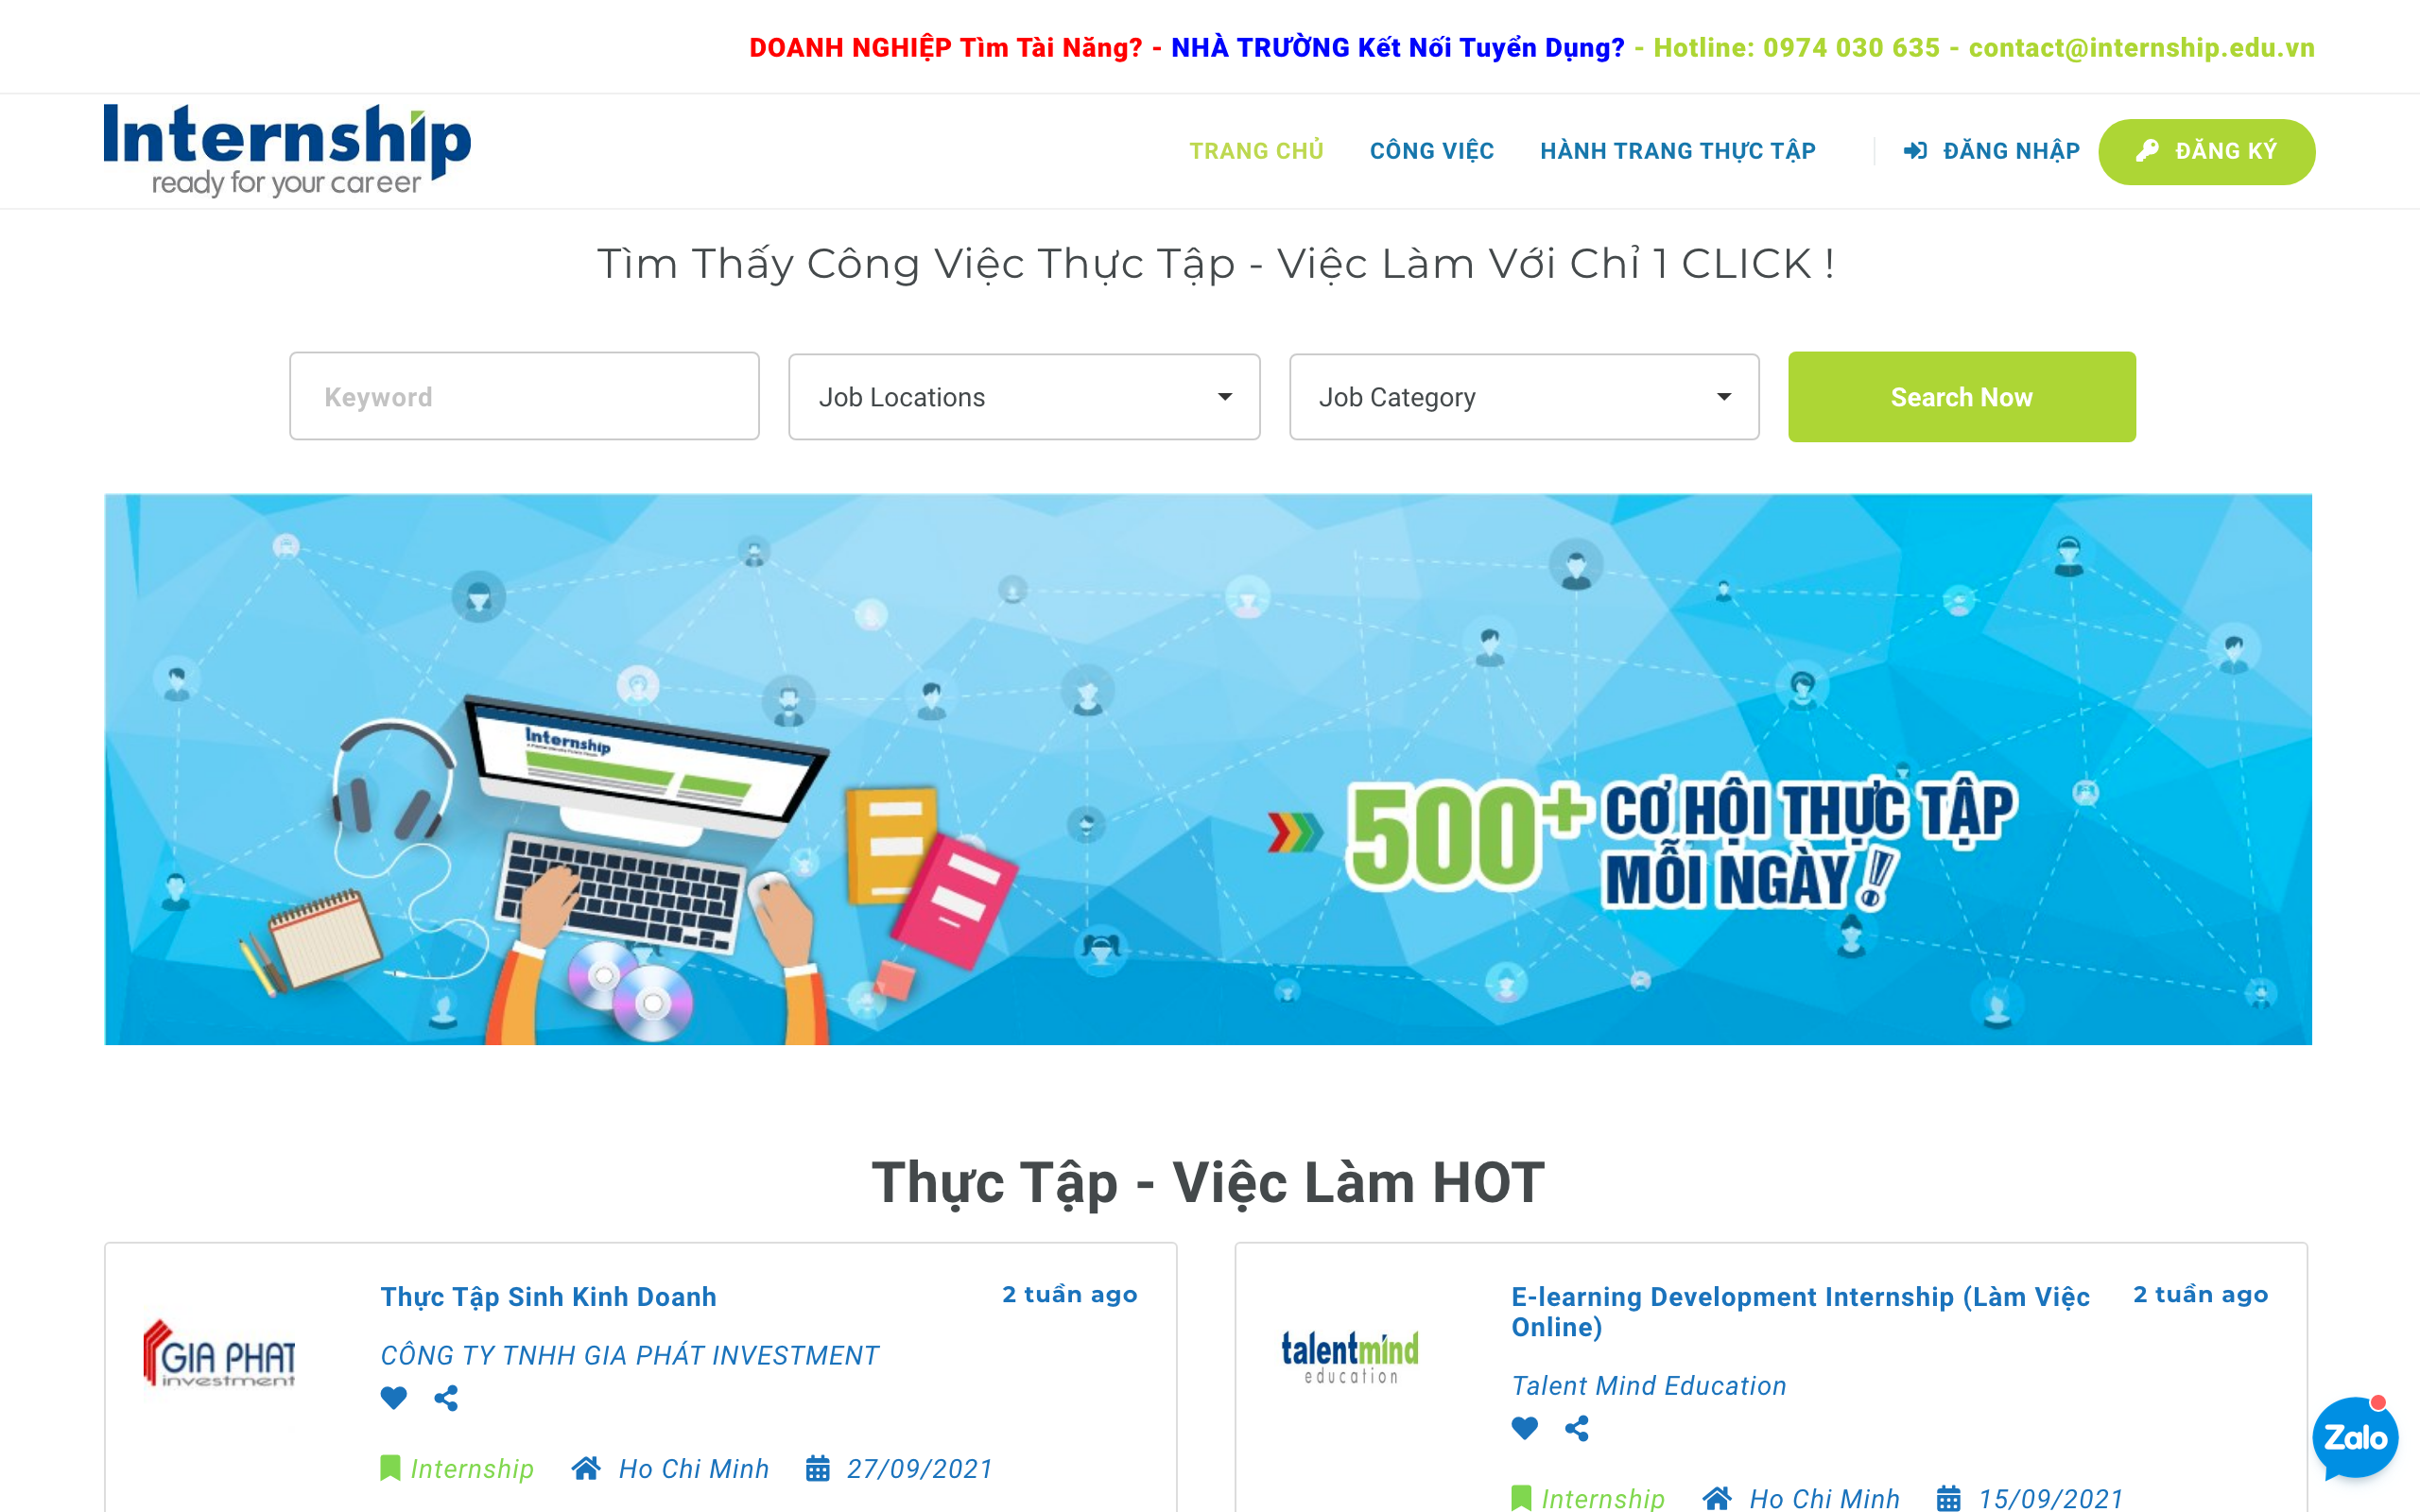 DOANH NGHIỆP Tìm Tài Năng? - NHÀ TRƯỜNG Kết Nối Tuyển Dụng? - Hotline: 0974 030 635 - contact@internship.edu.vn
Internship
ready for your career
TRANG CHỦ CÔNG VIỆC HÀNH TRANG THỰC TẬP ĐĂNG NHẬP ĐĂNG KÝ
Tìm Thấy Công Việc Thực Tập - Việc Làm Với Chỉ 1 CLICK !
Keyword Job Locations Job Category Search Now
Internship
500+ CƠ HỘI THỰC TẬP
MỖI NGÀY!
Thực Tập - Việc Làm HOT
GIA PHAT
investment
Thực Tập Sinh Kinh Doanh 2 tuần ago
CÔNG TY TNHH GIA PHÁT INVESTMENT
Internship Ho Chi Minh 27/09/2021
talentmind
education
E-learning Development Internship (Làm Việc 2 tuần ago
Online)
Talent Mind Education
Internship Ho Chi Minh 15/09/2021
Zalo